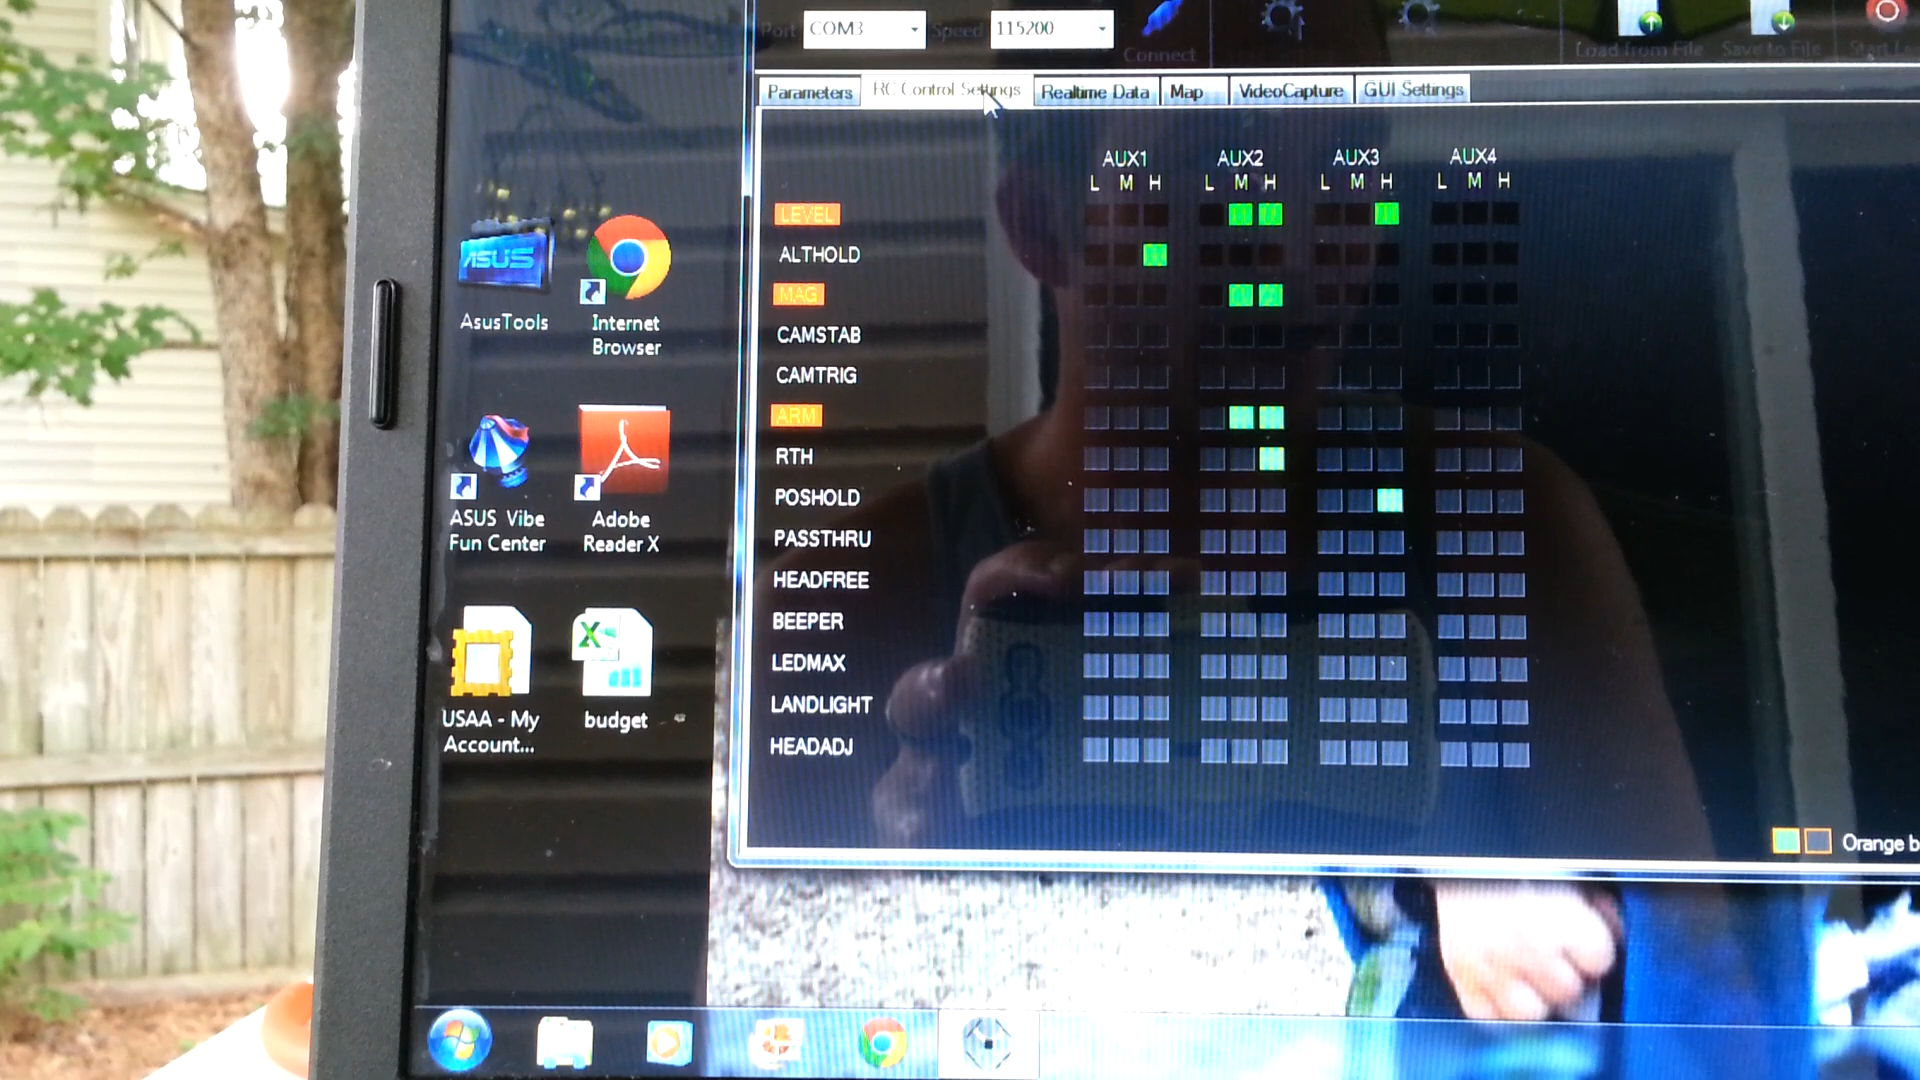 Port COM3 Speed 115200
Connect
Load from File Save to File
Parameters RC Control Settings Realtime Data Map VideoCapture GUI Settings
AUX1 AUX2 AUX3 AUX4
L M H L M H L M H L M H
LEVEL
ALTHOLD
MAG
CAMSTAB
CAMTRIG
ARM
RTH
POSHOLD
PASSTHRU
HEADFREE
BEEPER
LEDMAX
LANDLIGHT
HEADADJ
Orange
ASUS
AsusTools
Internet
Browser
ASUS Vibe
Fun Center
Adobe
Reader X
USAA - My
Account...
budget